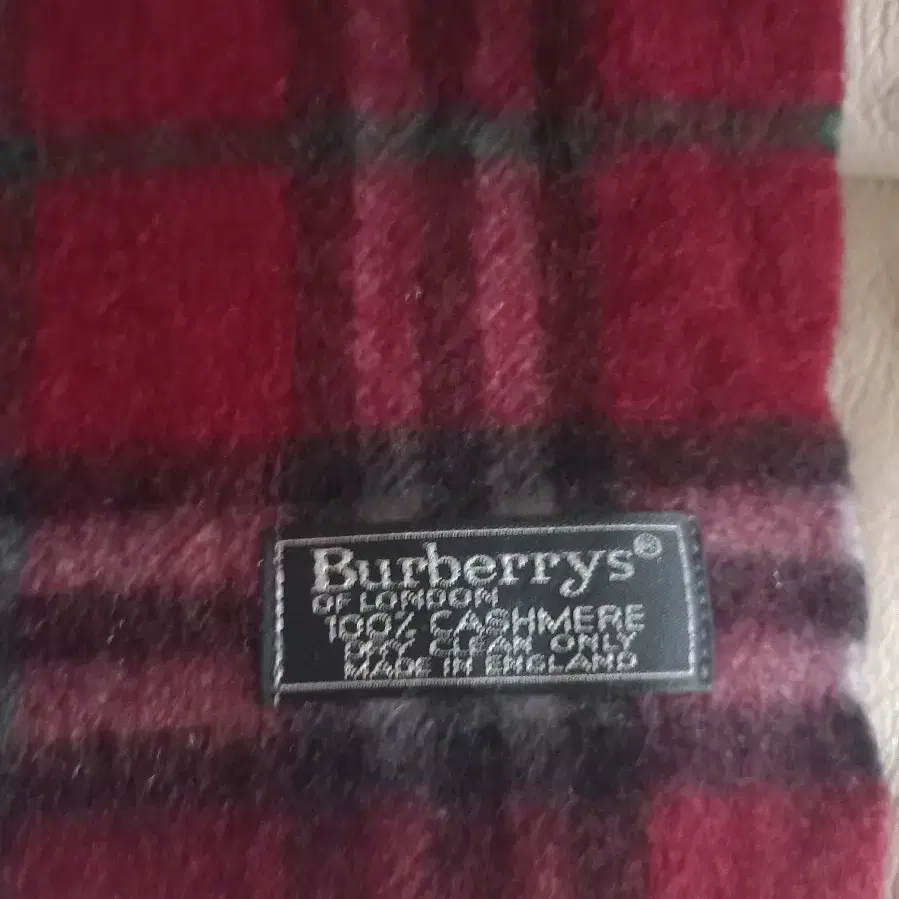 Burberrys®
OF LONDON
100% CASHMERE
DRY CLEAN ONLY
MADE IN ENGLAND